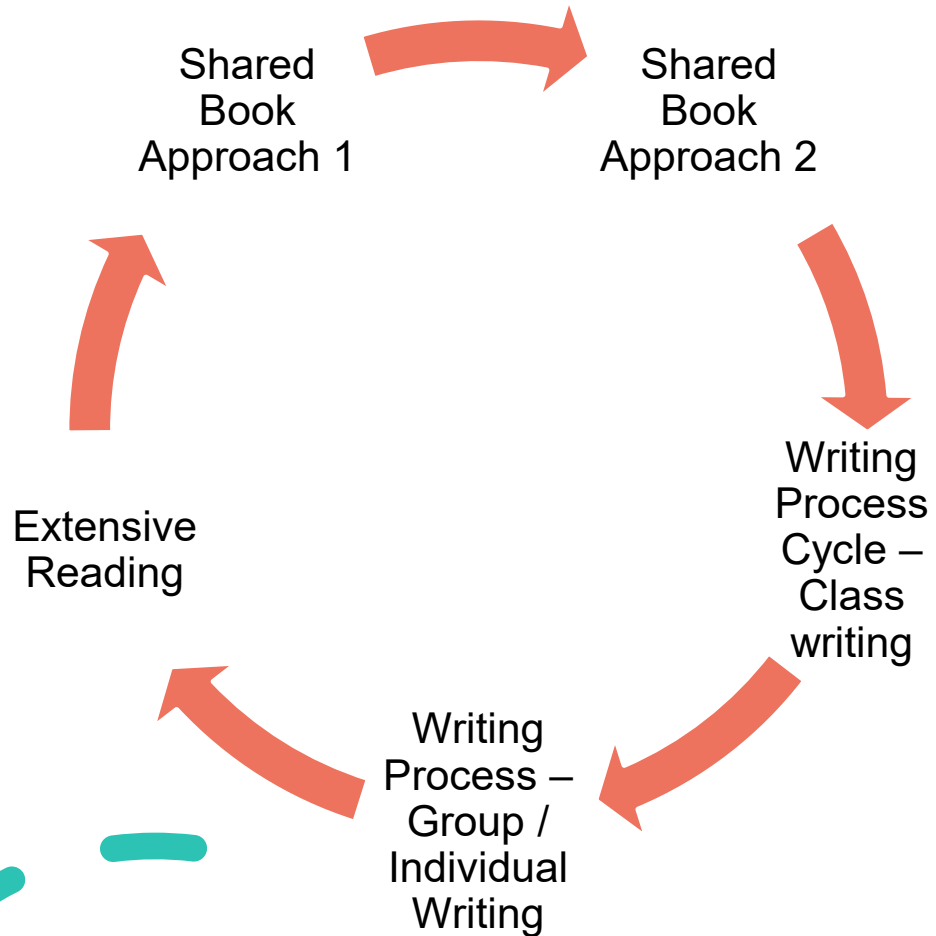 Shared
Book
Approach 1
Shared
Book
Approach 2
Writing
Process
Cycle –
Class
writing
Writing
Process –
Group /
Individual
Writing
Extensive
Reading